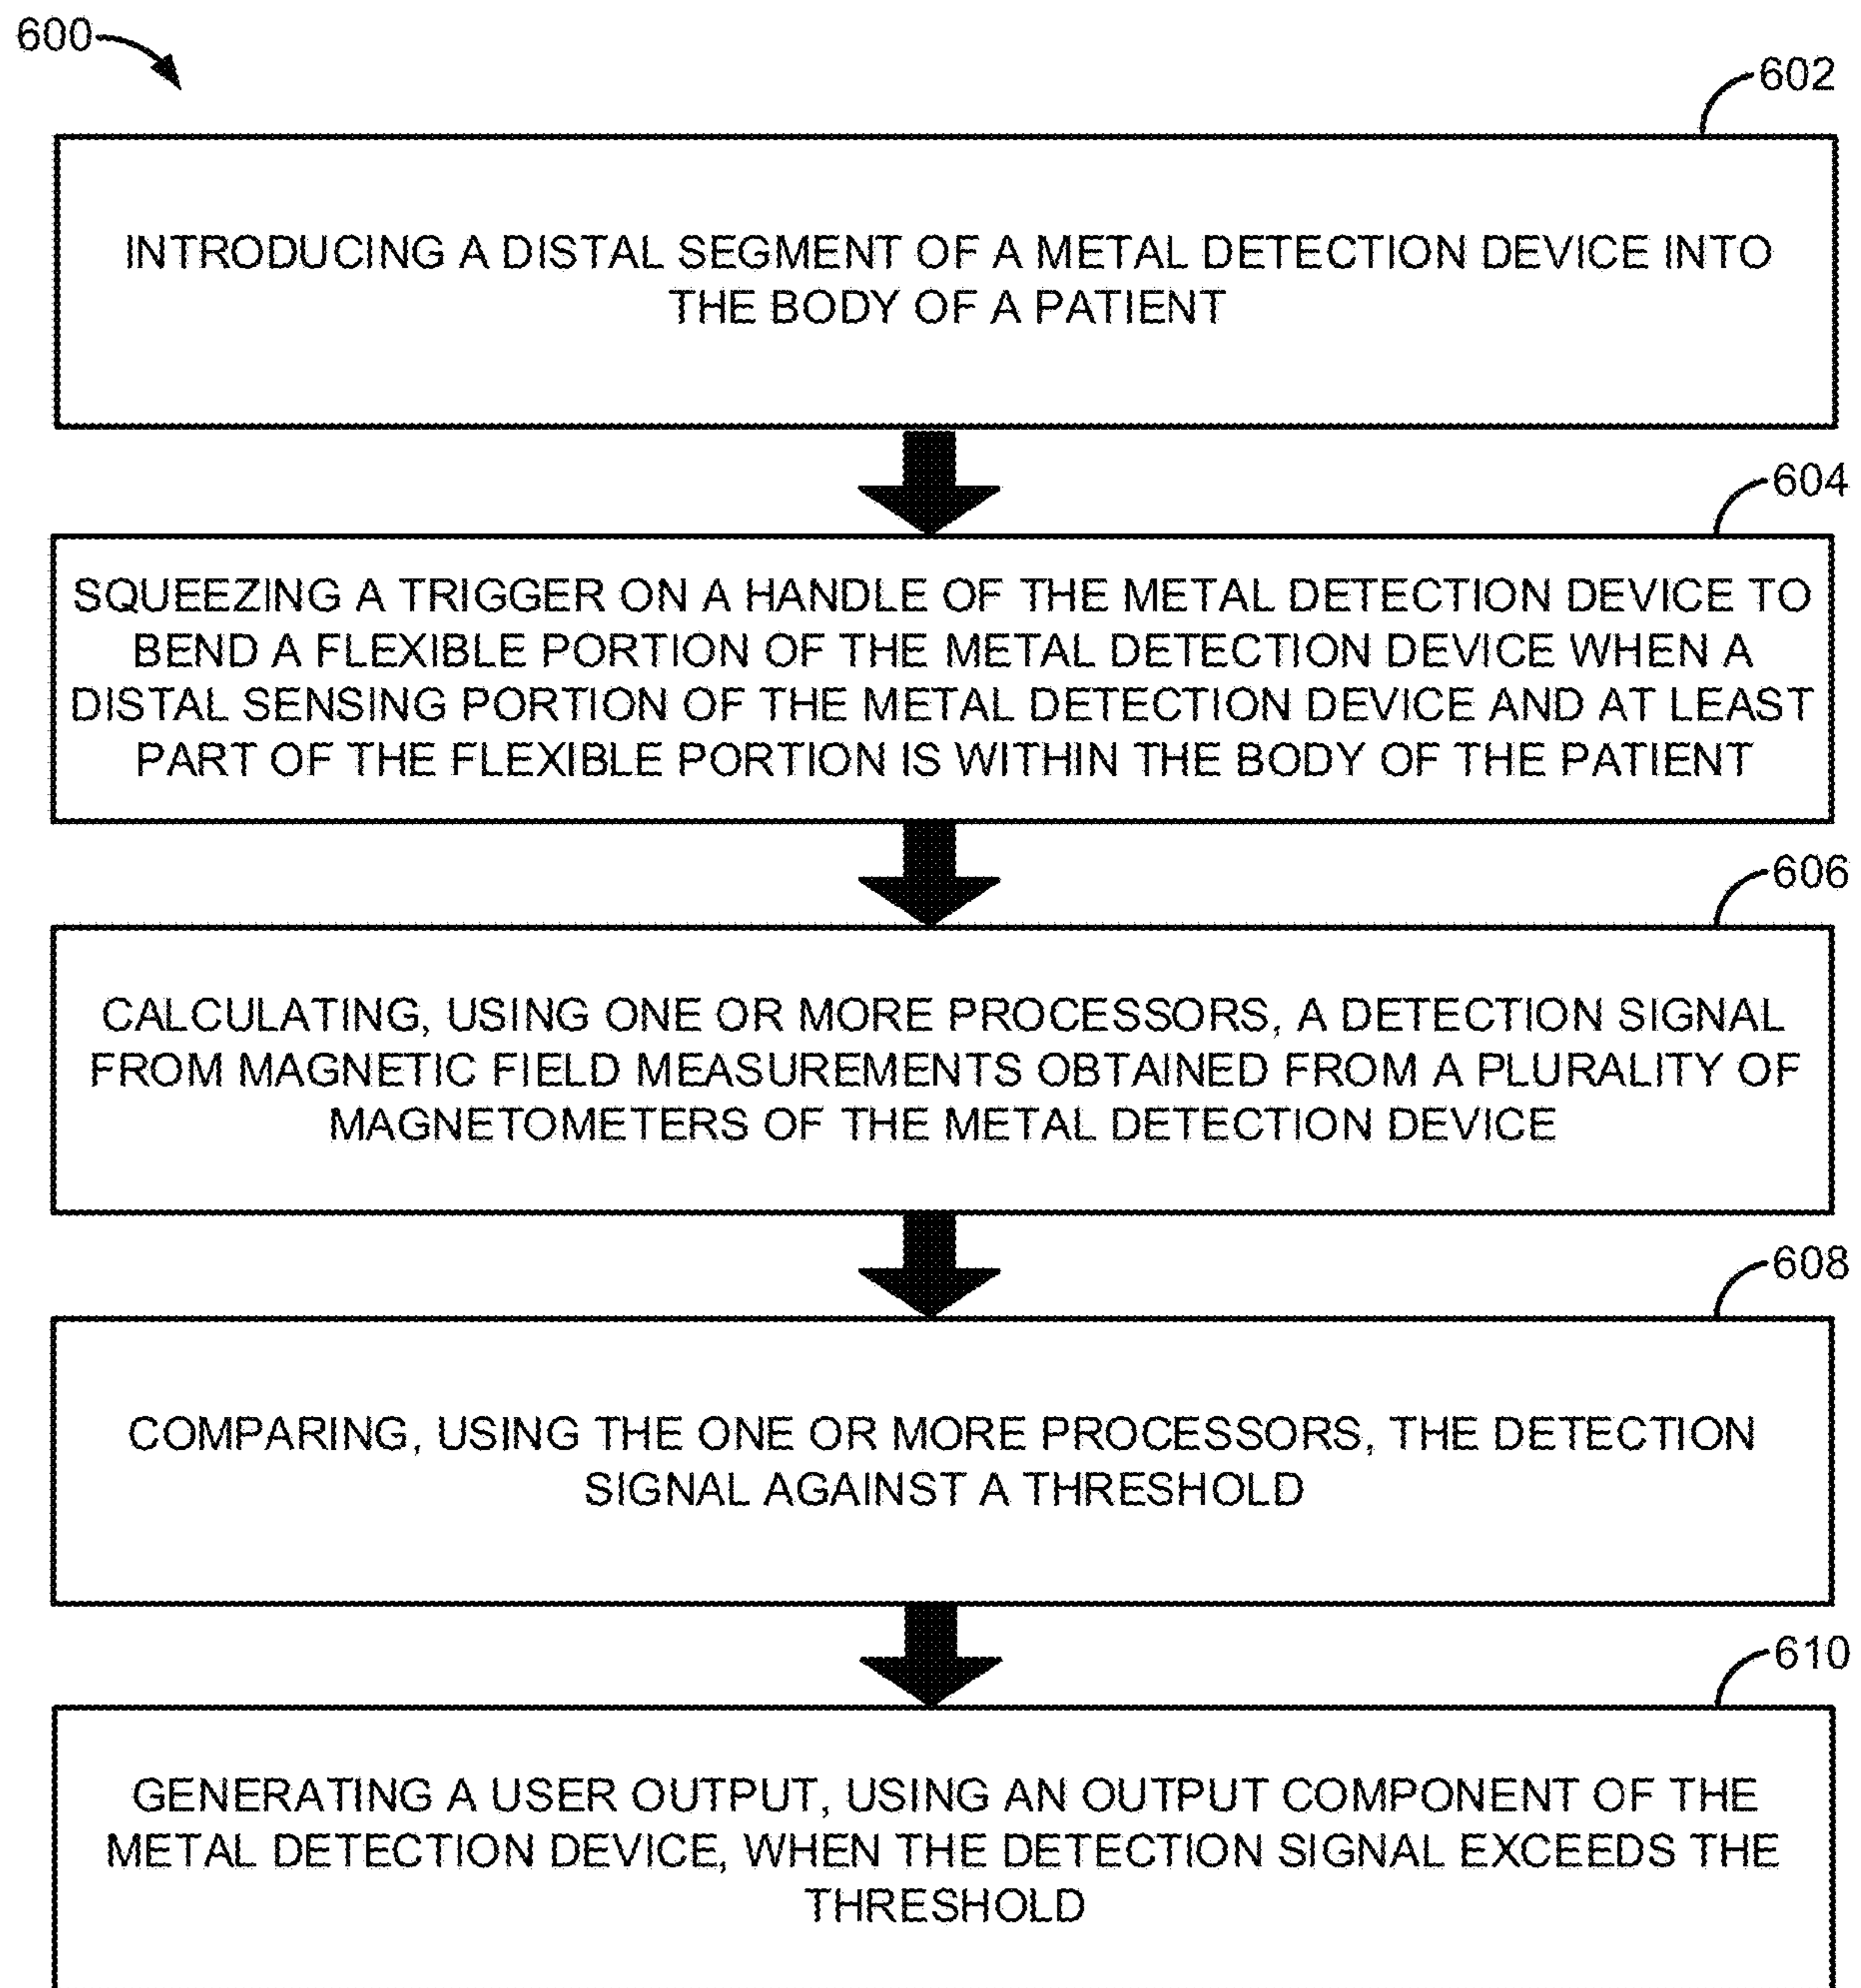 600
602
INTRODUCING A DISTAL SEGMENT OF A METAL DETECTION DEVICE INTO
THE BODY OF A PATIENT
604
SQUEEZING A TRIGGER ON A HANDLE OF THE METAL DETECTION DEVICE TO
BEND A FLEXIBLE PORTION OF THE METAL DETECTION DEVICE WHEN A
DISTAL SENSING PORTION OF THE METAL DETECTION DEVICE AND AT LEAST
PART OF THE FLEXIBLE PORTION IS WITHIN THE BODY OF THE PATIENT
606
CALCULATING, USING ONE OR MORE PROCESSORS, A DETECTION SIGNAL
FROM MAGNETIC FIELD MEASUREMENTS OBTAINED FROM A PLURALITY OF
MAGNETOMETERS OF THE METAL DETECTION DEVICE
608
COMPARING, USING THE ONE OR MORE PROCESSORS, THE DETECTION
SIGNAL AGAINST A THRESHOLD
610
GENERATING A USER OUTPUT, USING AN OUTPUT COMPONENT OF THE
METAL DETECTION DEVICE, WHEN THE DETECTION SIGNAL EXCEEDS THE
THRESHOLD